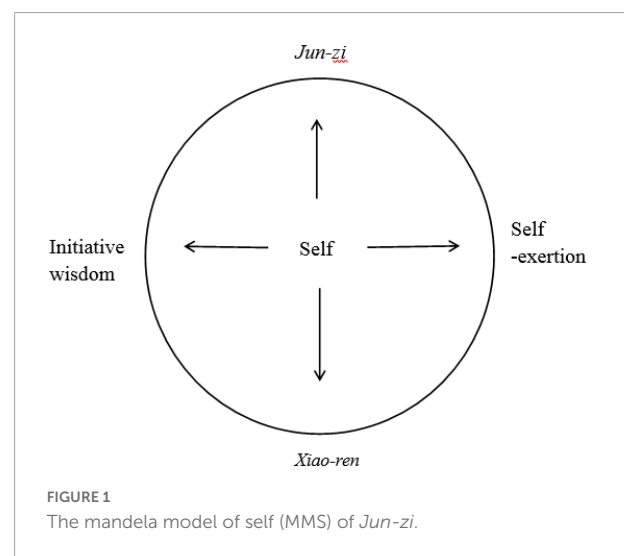 Jun-zi
Initiative
wisdom
Self
Self
-exertion
Xiao-ren
FIGURE 1
The mandela model of self (MMS) of Jun-zi.